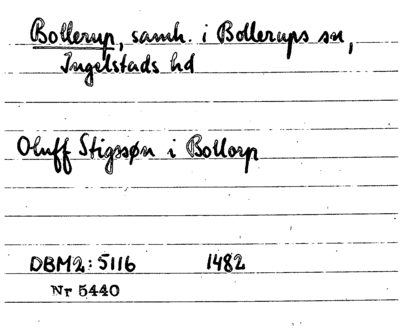 Bollerup, samh. i Bollerups sn,
Ingelstads hd
Oluff Stigssøn i Bollorp
DBM2: 5116 1482
Nr 5440